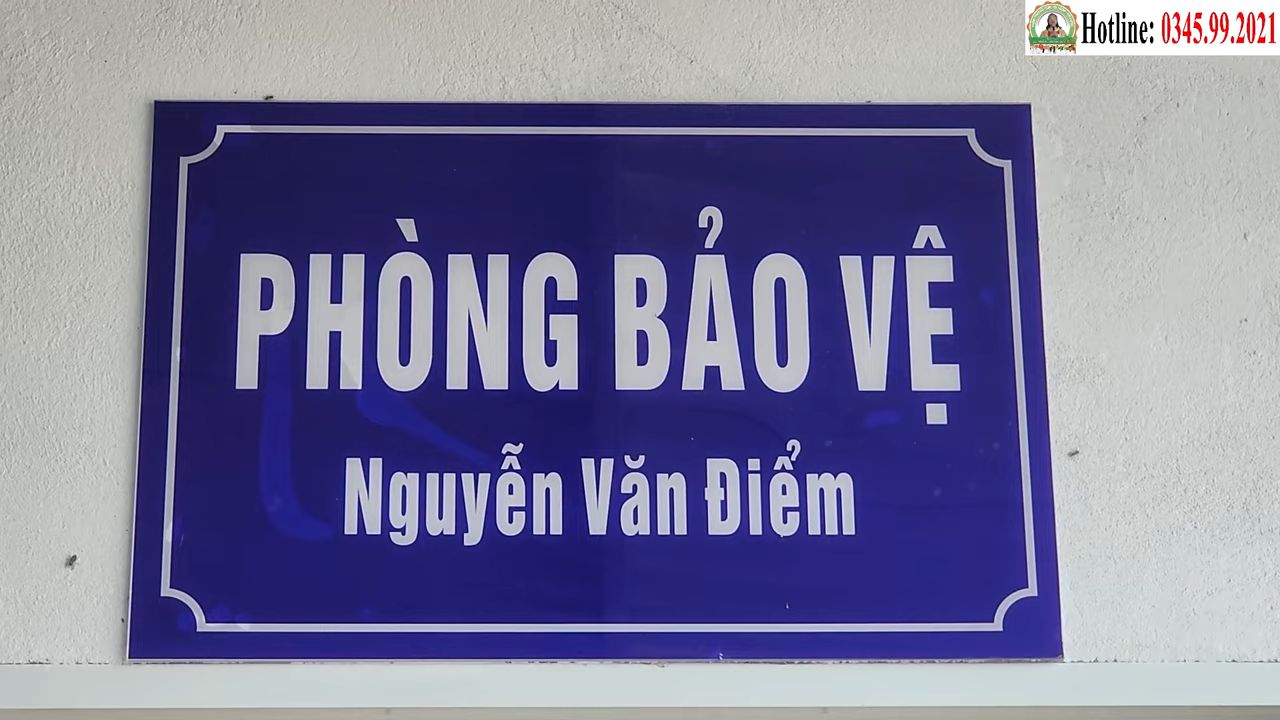 Hotline: 0345.99.2021
PHÒNG BẢO VỆ
Nguyễn Văn Điểm